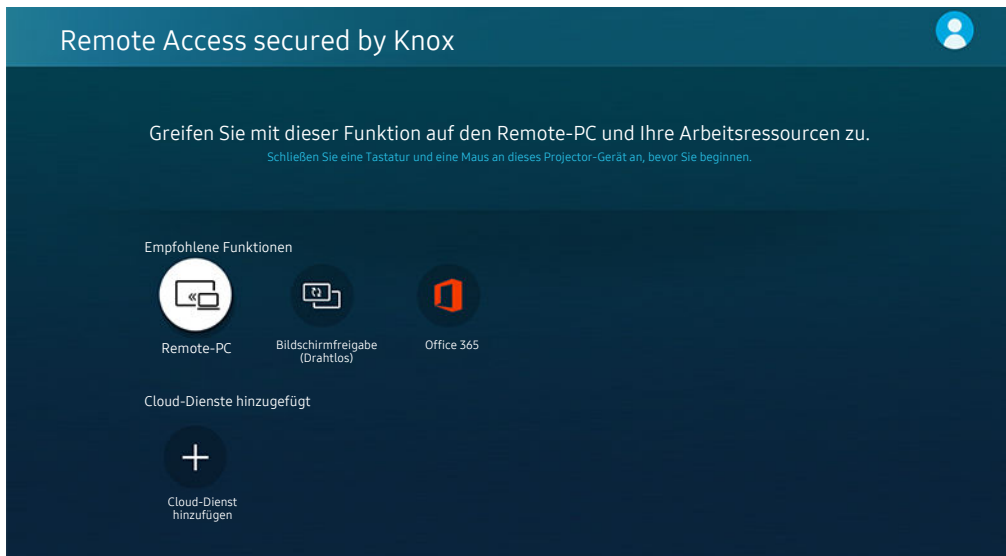 Remote Access secured by Knox
Greifen Sie mit dieser Funktion auf den Remote-PC und Ihre Arbeitsressourcen zu.
Schließen Sie eine Tastatur und eine Maus an dieses Projector-Gerät an, bevor Sie beginnen.
Empfohlene Funktionen
Remote-PC
Bildschirmfreigabe
(Drahtlos)
Office 365
Cloud-Dienste hinzugefügt
Cloud-Dienst
hinzufügen